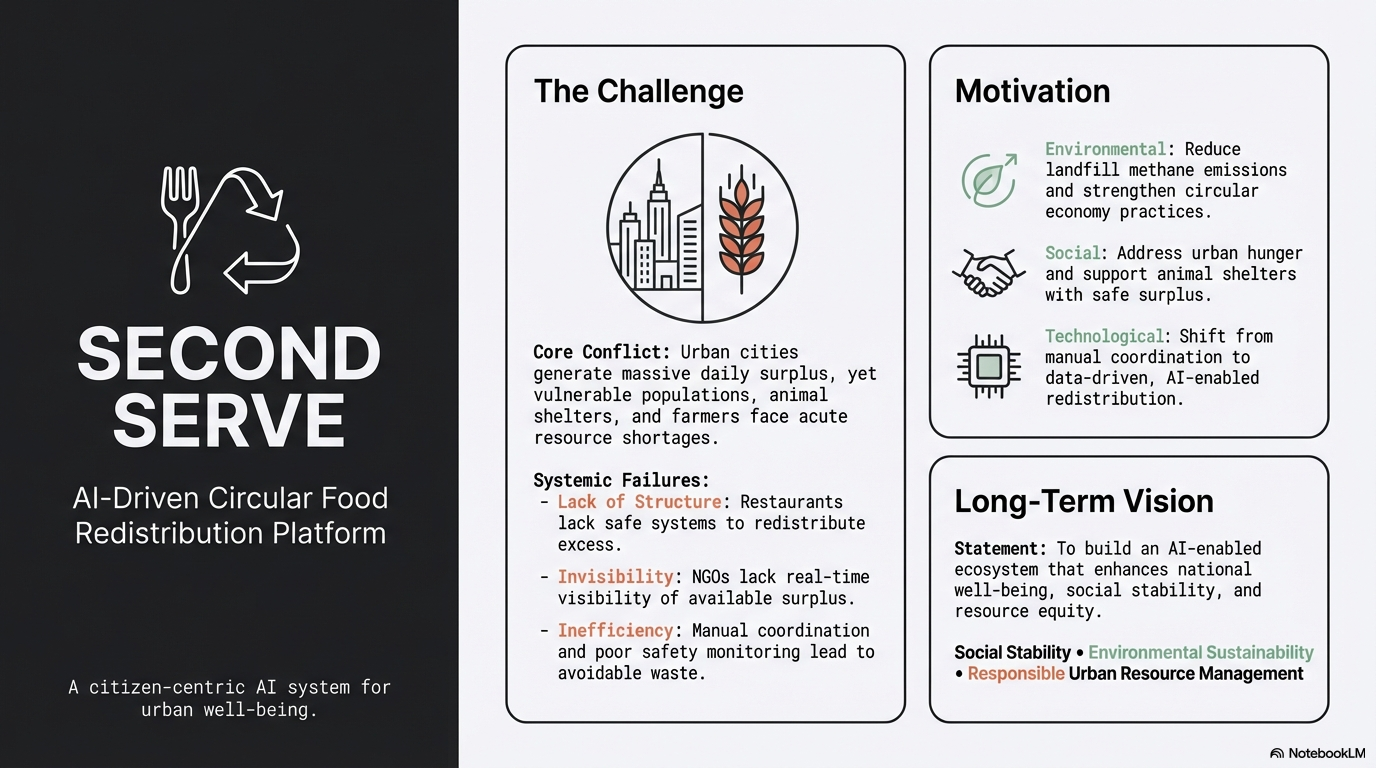 SECOND
SERVE
AI-Driven Circular Food
Redistribution Platform
A citizen-centric AI system for
urban well-being.
The Challenge
Core Conflict: Urban cities
generate massive daily surplus, yet
vulnerable populations, animal
shelters, and farmers face acute
resource shortages.
Systemic Failures:
- Lack of Structure: Restaurants
lack safe systems to redistribute
excess.
- Invisibility: NGOs lack real-time
visibility of available surplus.
- Inefficiency: Manual coordination
and poor safety monitoring lead to
avoidable waste.
Motivation
Environmental: Reduce
landfill methane emissions
and strengthen circular
economy practices.
Social: Address urban hunger
and support animal shelters
with safe surplus.
Technological: Shift from
manual coordination to
data-driven, AI-enabled
redistribution.
Long-Term Vision
Statement: To build an AI-enabled
ecosystem that enhances national
well-being, social stability, and
resource equity.
Social Stability • Environmental Sustainability
• Responsible Urban Resource Management
NotebookLM